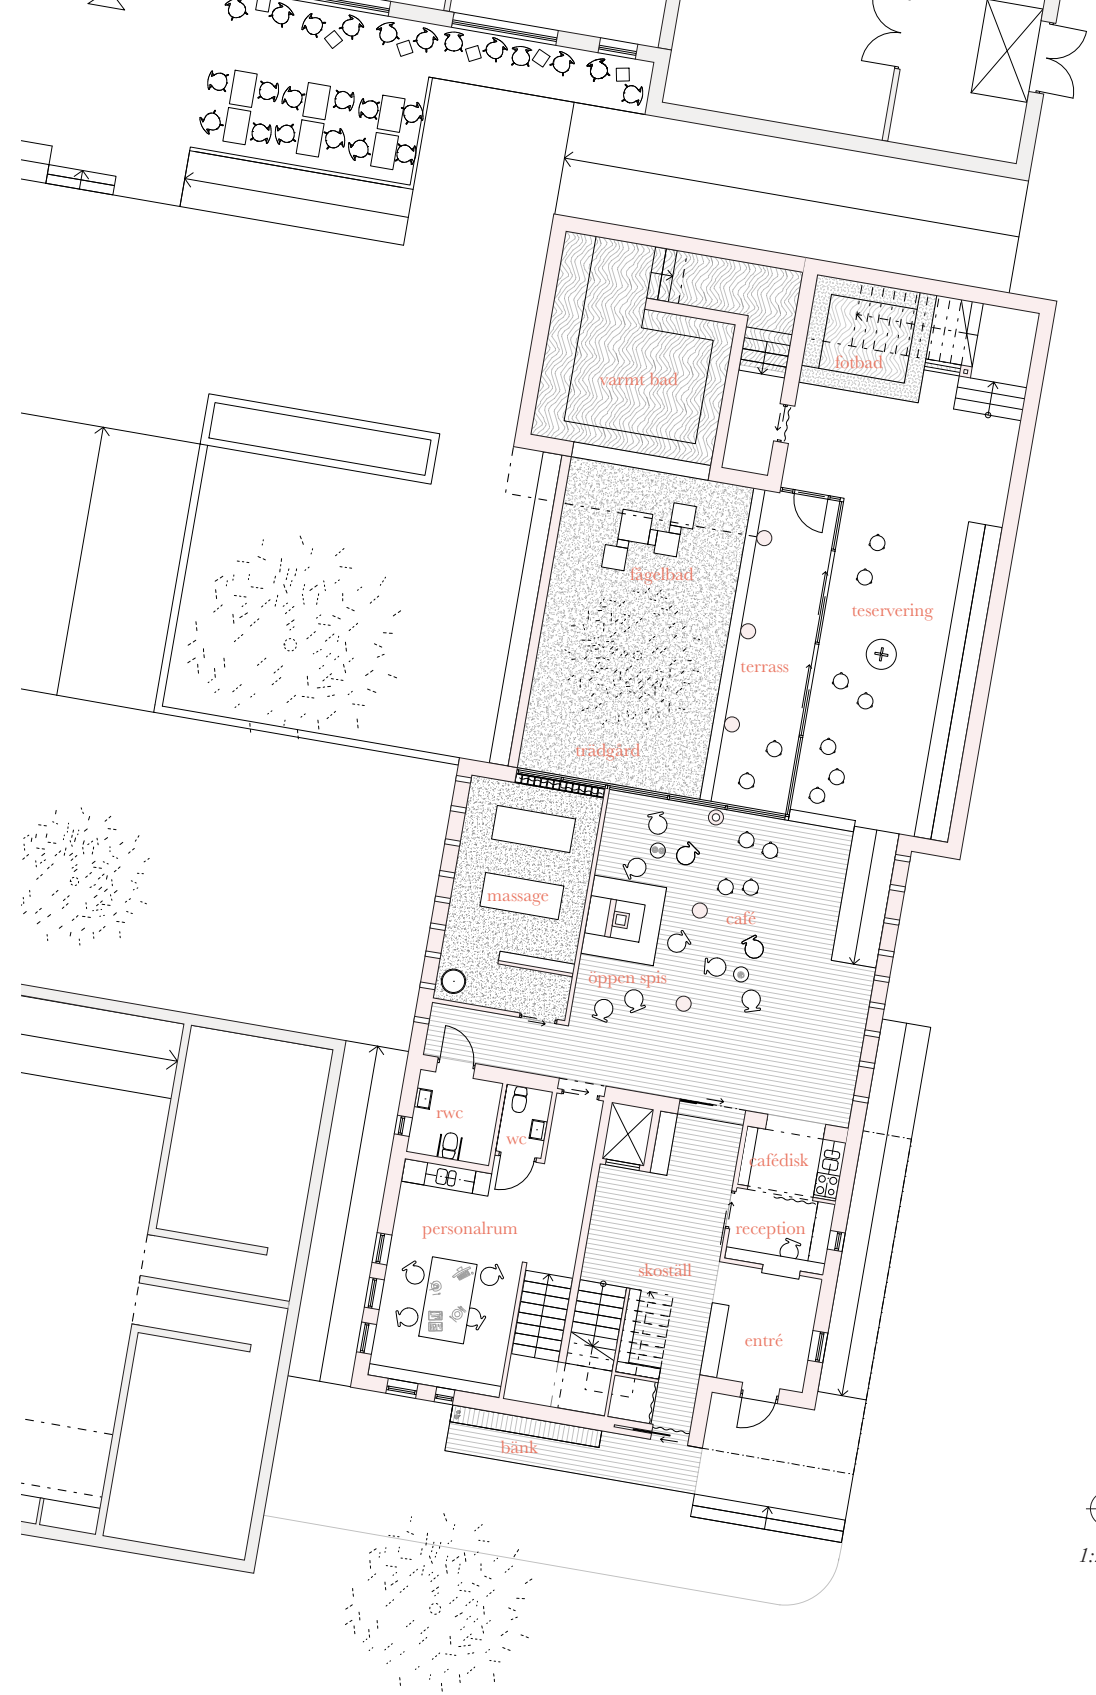 fotbad
varmt bad
fågelbad
teservering
terrass
trädgård
massage
café
öppen spis
rwc
wc
cafédisk
personalrum
reception
skoställ
entré
bänk